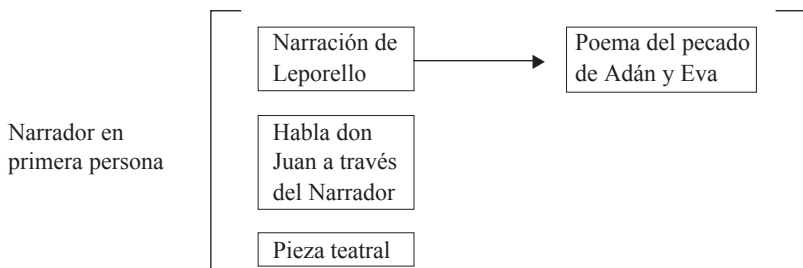 Narración de
Leporello
Poema del pecado
de Adán y Eva
Narrador en
primera persona
Habla don
Juan a través
del Narrador
Pieza teatral